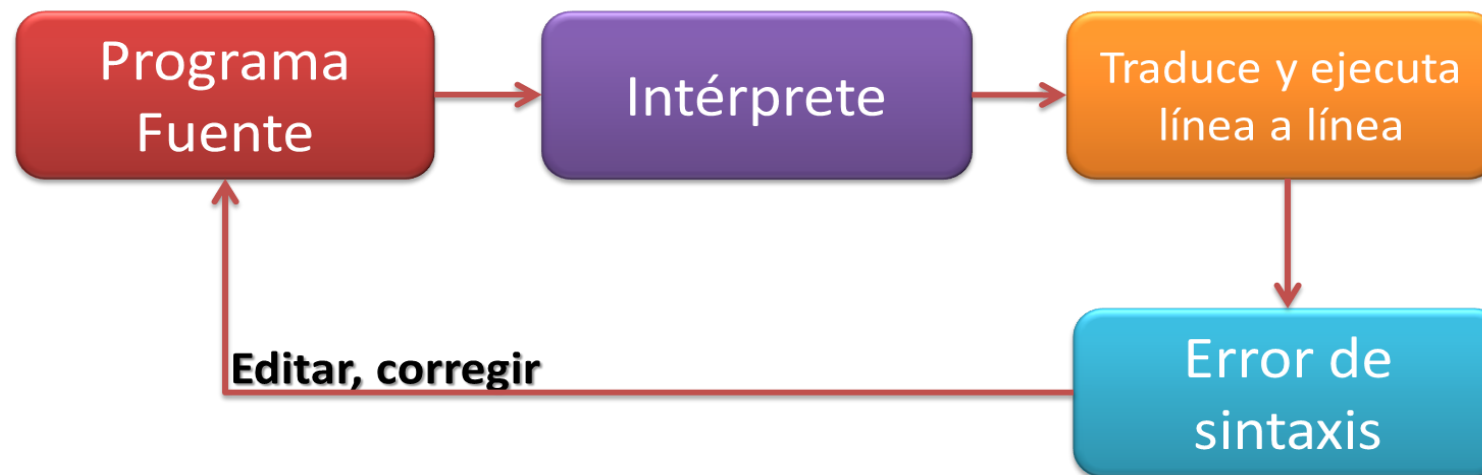 Programa
Fuente
Intérprete
Traduce y ejecuta
línea a línea
Editar, corregir
Error de
sintaxis